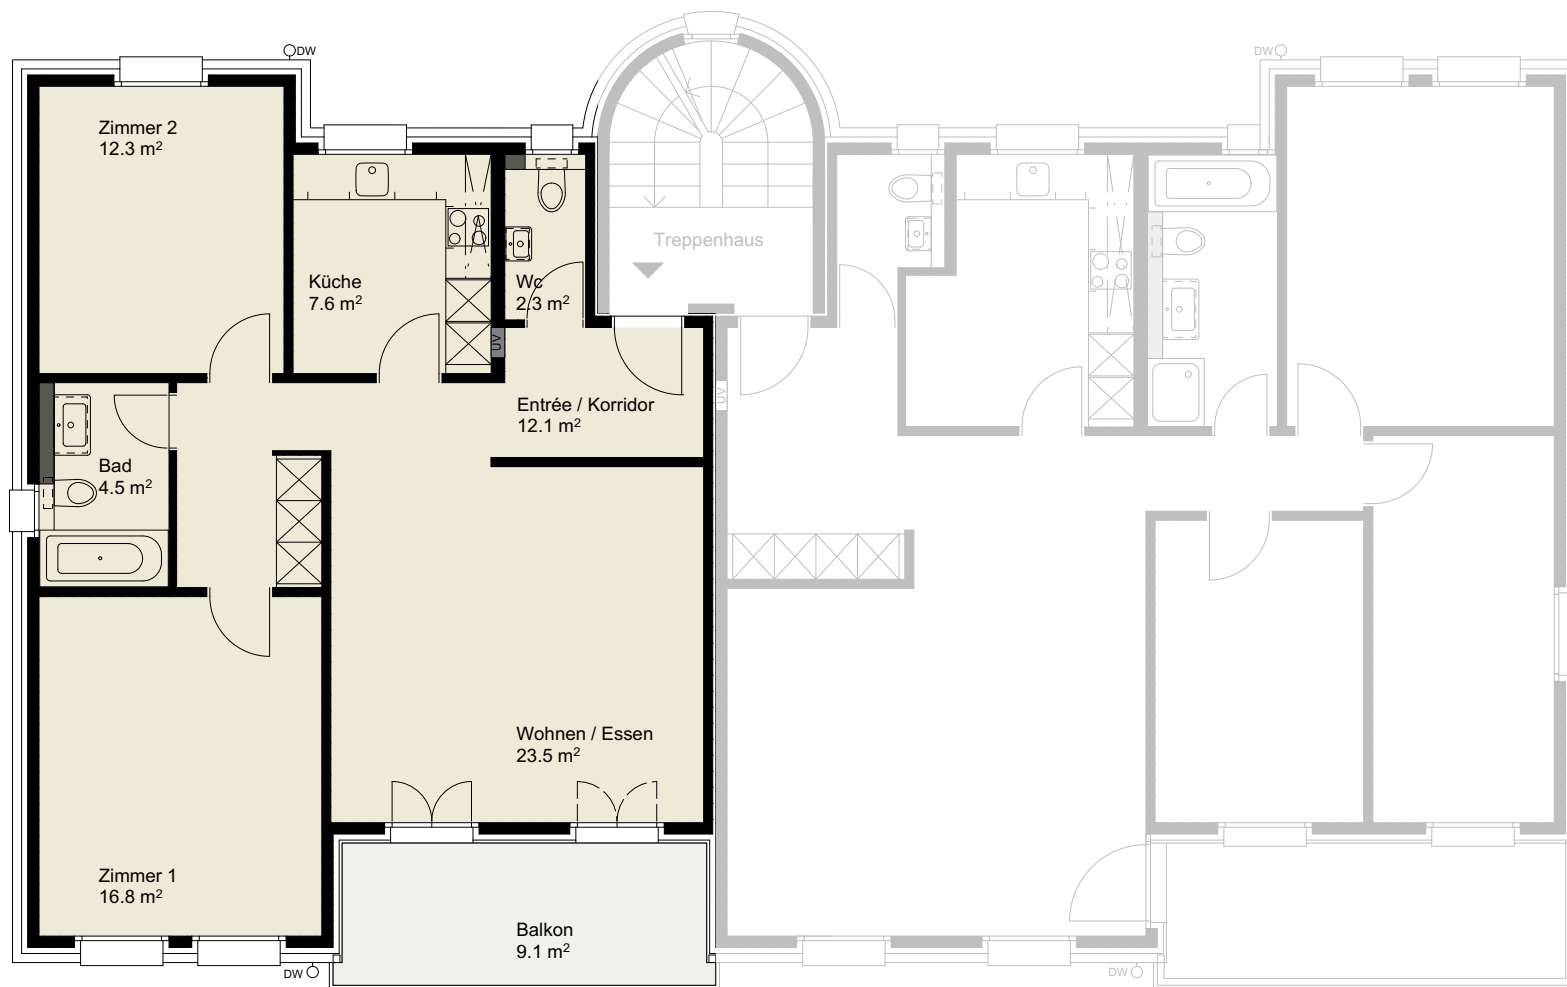 DW
DW
Zimmer 2
12.3 m²
Treppenhaus
Küche
7.6 m²
Wc
2.3 m²
UV
UV
Entrée / Korridor
12.1 m²
Bad
4.5 m²
Wohnen / Essen
23.5 m²
Zimmer 1
16.8 m²
Balkon
9.1 m²
DW
DW